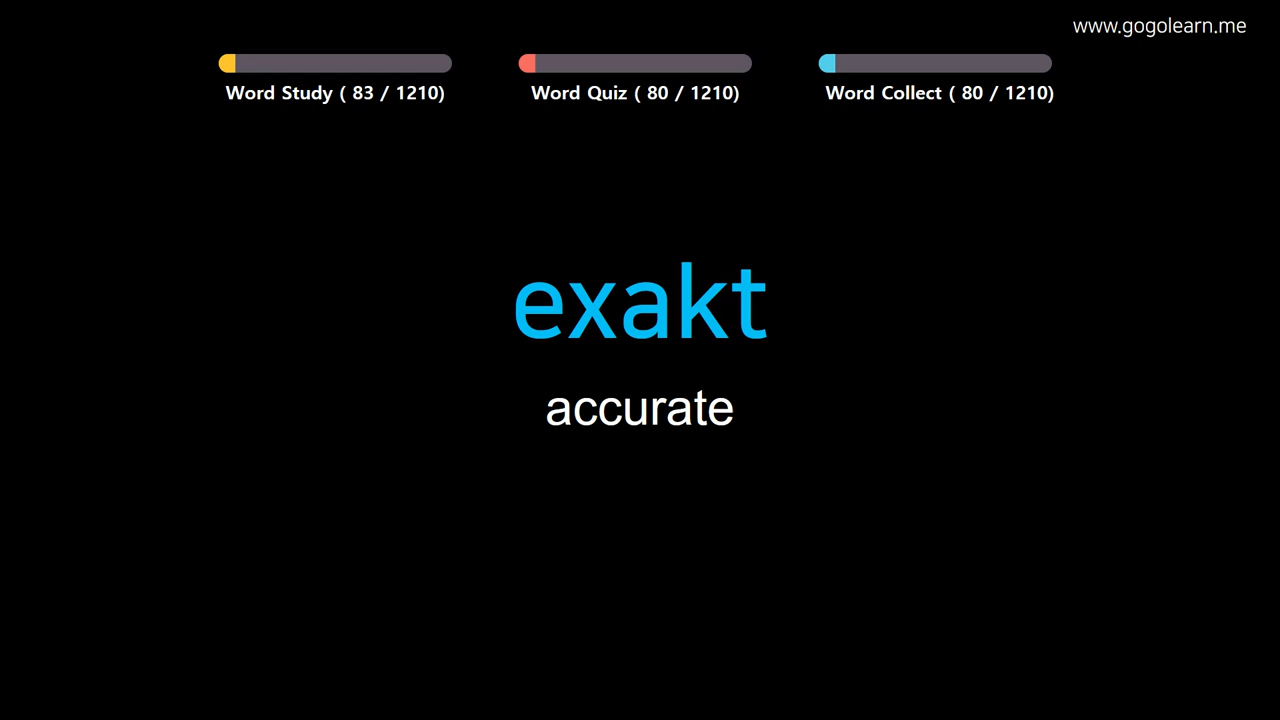 www.gogolearn.me
Word Study ( 83 / 1210)
Word Quiz ( 80 / 1210)
Word Collect ( 80 / 1210)
exakt
accurate